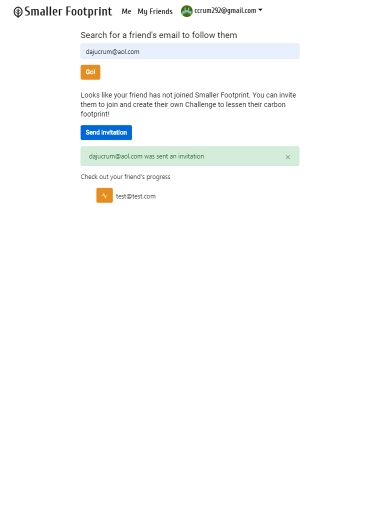 Smaller Footprint Me My Friends ccrum292@gmail.com
Search for a friend's email to follow them
dajucrum@aol.com
Go!
Looks like your friend has not joined Smaller Footprint. You can invite
them to join and create their own Challenge to lessen their carbon
footprint!
Send Invitation
dajucrum@aol.com was sent an invitation ×
Check out your friend's progress
test@test.com